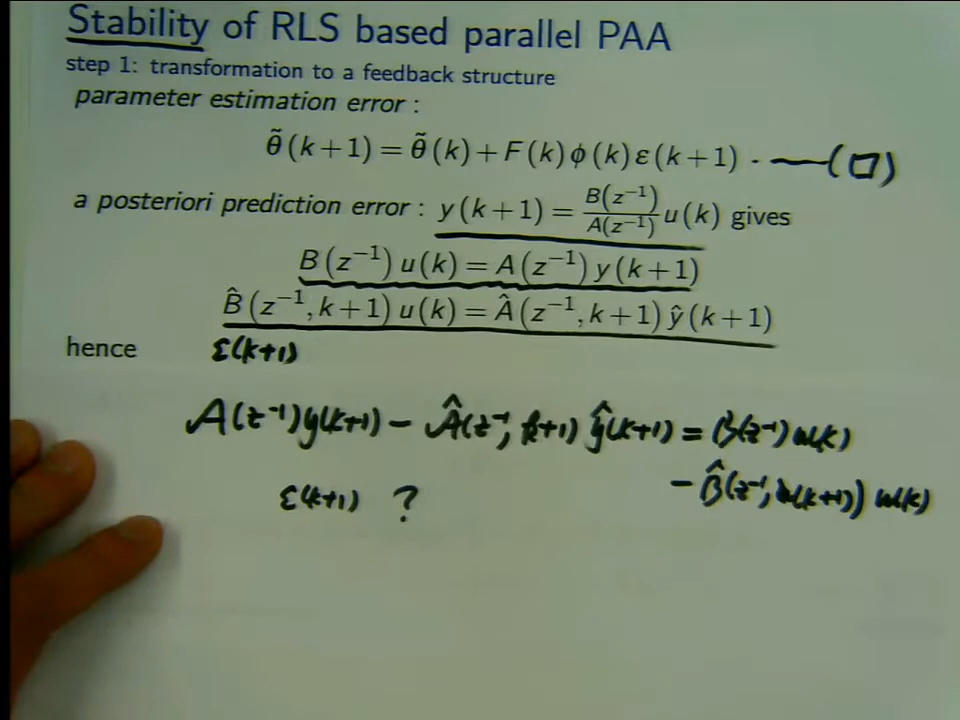 Stability of RLS based parallel PAA
step 1: transformation to a feedback structure
parameter estimation error :
θ̃(k+1) = θ̃(k) + F(k)ϕ(k)ε(k+1) · —(□)
a posteriori prediction error : y(k+1) = B(z⁻¹)/A(z⁻¹) u(k) gives
B(z⁻¹)u(k) = A(z⁻¹)y(k+1)
B̂(z⁻¹,k+1)u(k) = Â(z⁻¹,k+1)ŷ(k+1)
hence ε(k+1)
A(z⁻¹)y(k+1) − Â(z⁻¹, k+1) ŷ(k+1) = B(z⁻¹)u(k)
− B̂(z⁻¹, k+1)) u(k)
ε(k+1) ?